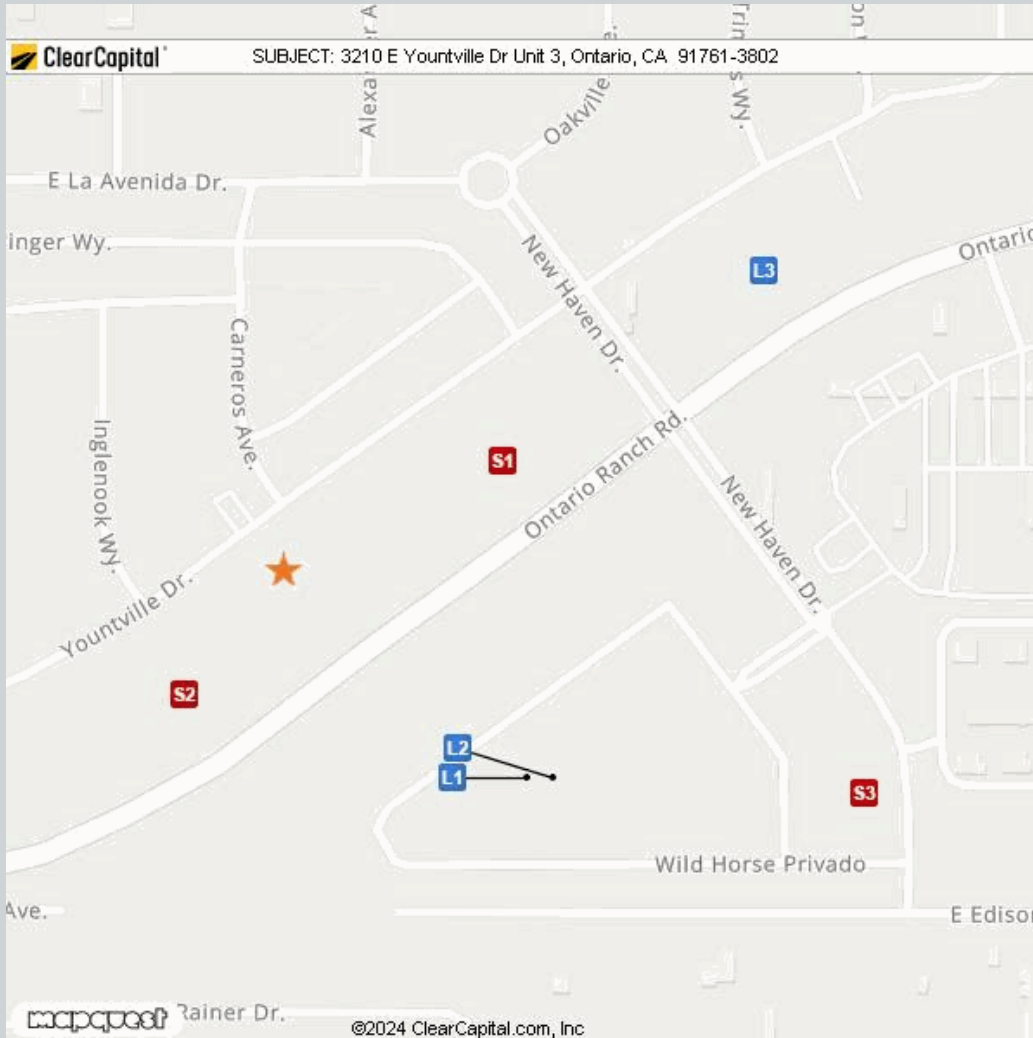 ClearCapital
SUBJECT: 3210 E Yountville Dr Unit 3, Ontario, CA 91761-3802
Oakville
s Wy.
E La Avenida Dr.
inger Wy.
New Haven Dr.
L3
Ontario
Carneros Ave.
Inglenook Wy.
S1
Ontario Ranch Rd.
New Haven Dr.
Yountville Dr.
S2
L2
L1
S3
Wild Horse Privado
Ave.
E Edison
mapquest
Rainer Dr.
©2024 ClearCapital.com, Inc